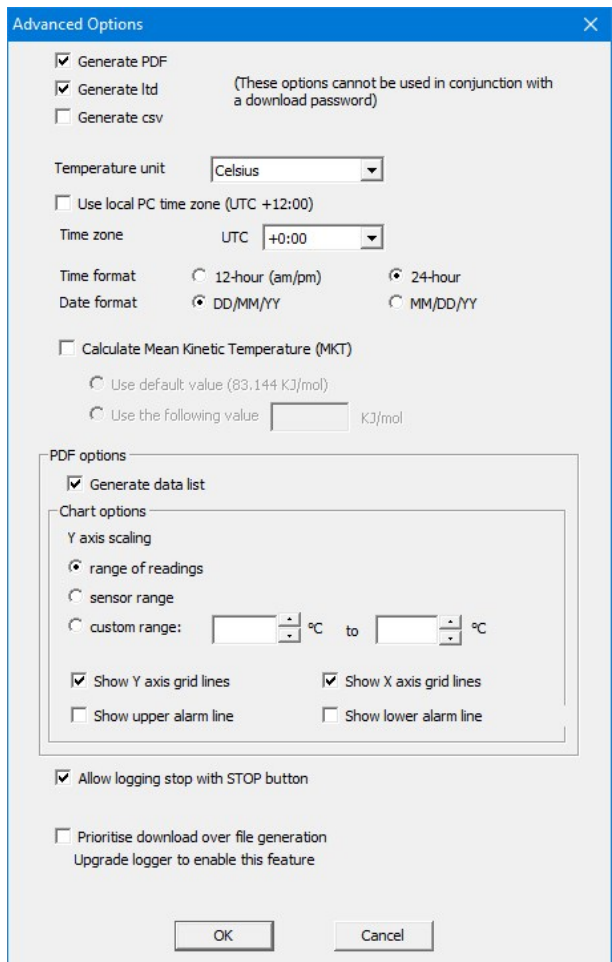 Advanced Options
Generate PDF
Generate ltd
(These options cannot be used in conjunction with
a download password)
Generate csv
Temperature unit Celsius
Use local PC time zone (UTC +12:00)
Time zone UTC +0:00
Time format 12-hour (am/pm) 24-hour
Date format DD/MM/YY MM/DD/YY
Calculate Mean Kinetic Temperature (MKT)
Use default value (83.144 KJ/mol)
Use the following value KJ/mol
PDF options
Generate data list
Chart options
Y axis scaling
range of readings
sensor range
custom range: ºC to ºC
Show Y axis grid lines Show X axis grid lines
Show upper alarm line Show lower alarm line
Allow logging stop with STOP button
Prioritise download over file generation
Upgrade logger to enable this feature
OK Cancel